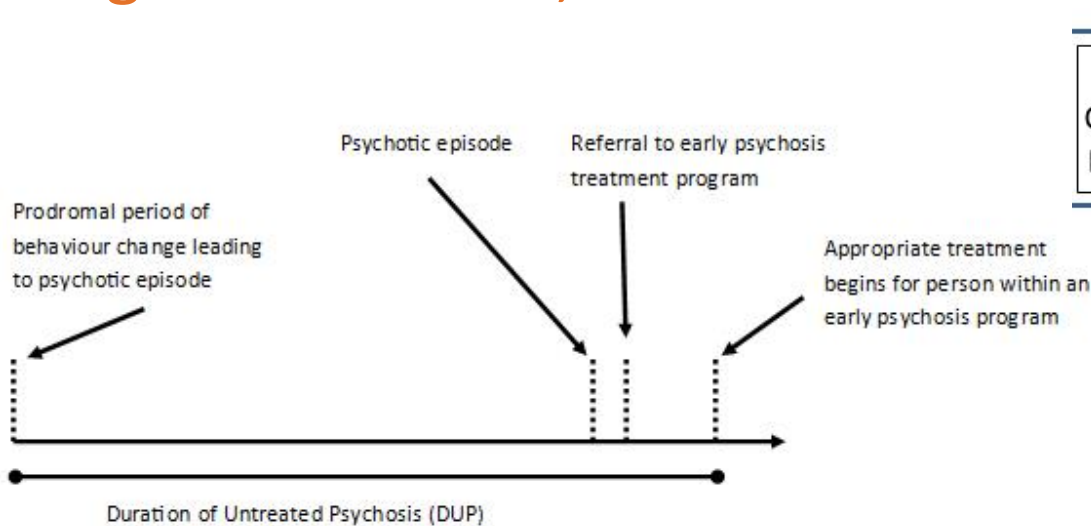 Psychotic episode
Referral to early psychosis
treatment program
Prodromal period of
behaviour change leading
to psychotic episode
Appropriate treatment
begins for person within an
early psychosis program
Duration of Untreated Psychosis (DUP)